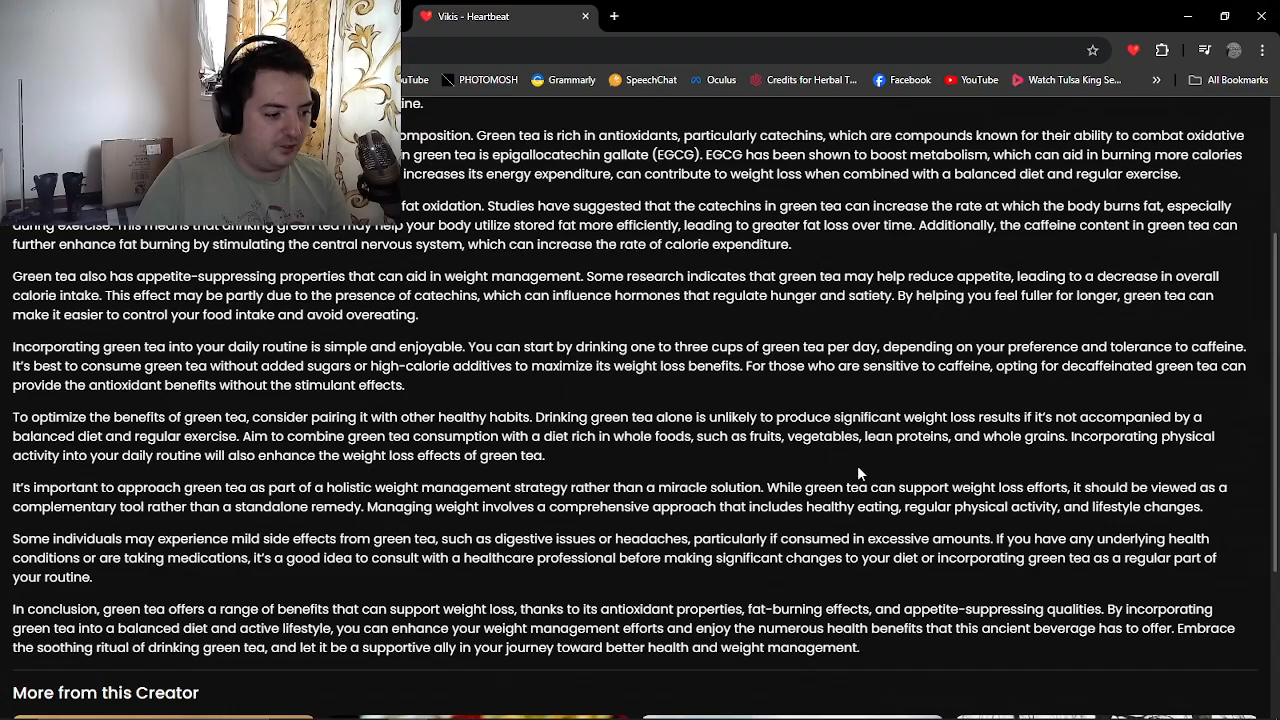 Vikis - Heartbeat
ouTube
PHOTOMOSH
Grammarly
SpeechChat
Oculus
Credits for Herbal T...
Facebook
YouTube
Watch Tulsa King Se...
All Bookmarks
ine.
omposition. Green tea is rich in antioxidants, particularly catechins, which are compounds known for their ability to combat oxidative
n green tea is epigallocatechin gallate (EGCG). EGCG has been shown to boost metabolism, which can aid in burning more calories
increases its energy expenditure, can contribute to weight loss when combined with a balanced diet and regular exercise.
fat oxidation. Studies have suggested that the catechins in green tea can increase the rate at which the body burns fat, especially
during exercise. This means that drinking green tea may help your body utilize stored fat more efficiently, leading to greater fat loss over time. Additionally, the caffeine content in green tea can
further enhance fat burning by stimulating the central nervous system, which can increase the rate of calorie expenditure.
Green tea also has appetite-suppressing properties that can aid in weight management. Some research indicates that green tea may help reduce appetite, leading to a decrease in overall
calorie intake. This effect may be partly due to the presence of catechins, which can influence hormones that regulate hunger and satiety. By helping you feel fuller for longer, green tea can
make it easier to control your food intake and avoid overeating.
Incorporating green tea into your daily routine is simple and enjoyable. You can start by drinking one to three cups of green tea per day, depending on your preference and tolerance to caffeine.
It's best to consume green tea without added sugars or high-calorie additives to maximize its weight loss benefits. For those who are sensitive to caffeine, opting for decaffeinated green tea can
provide the antioxidant benefits without the stimulant effects.
To optimize the benefits of green tea, consider pairing it with other healthy habits. Drinking green tea alone is unlikely to produce significant weight loss results if it's not accompanied by a
balanced diet and regular exercise. Aim to combine green tea consumption with a diet rich in whole foods, such as fruits, vegetables, lean proteins, and whole grains. Incorporating physical
activity into your daily routine will also enhance the weight loss effects of green tea.
It's important to approach green tea as part of a holistic weight management strategy rather than a miracle solution. While green tea can support weight loss efforts, it should be viewed as a
complementary tool rather than a standalone remedy. Managing weight involves a comprehensive approach that includes healthy eating, regular physical activity, and lifestyle changes.
Some individuals may experience mild side effects from green tea, such as digestive issues or headaches, particularly if consumed in excessive amounts. If you have any underlying health
conditions or are taking medications, it's a good idea to consult with a healthcare professional before making significant changes to your diet or incorporating green tea as a regular part of
your routine.
In conclusion, green tea offers a range of benefits that can support weight loss, thanks to its antioxidant properties, fat-burning effects, and appetite-suppressing qualities. By incorporating
green tea into a balanced diet and active lifestyle, you can enhance your weight management efforts and enjoy the numerous health benefits that this ancient beverage has to offer. Embrace
the soothing ritual of drinking green tea, and let it be a supportive ally in your journey toward better health and weight management.
More from this Creator